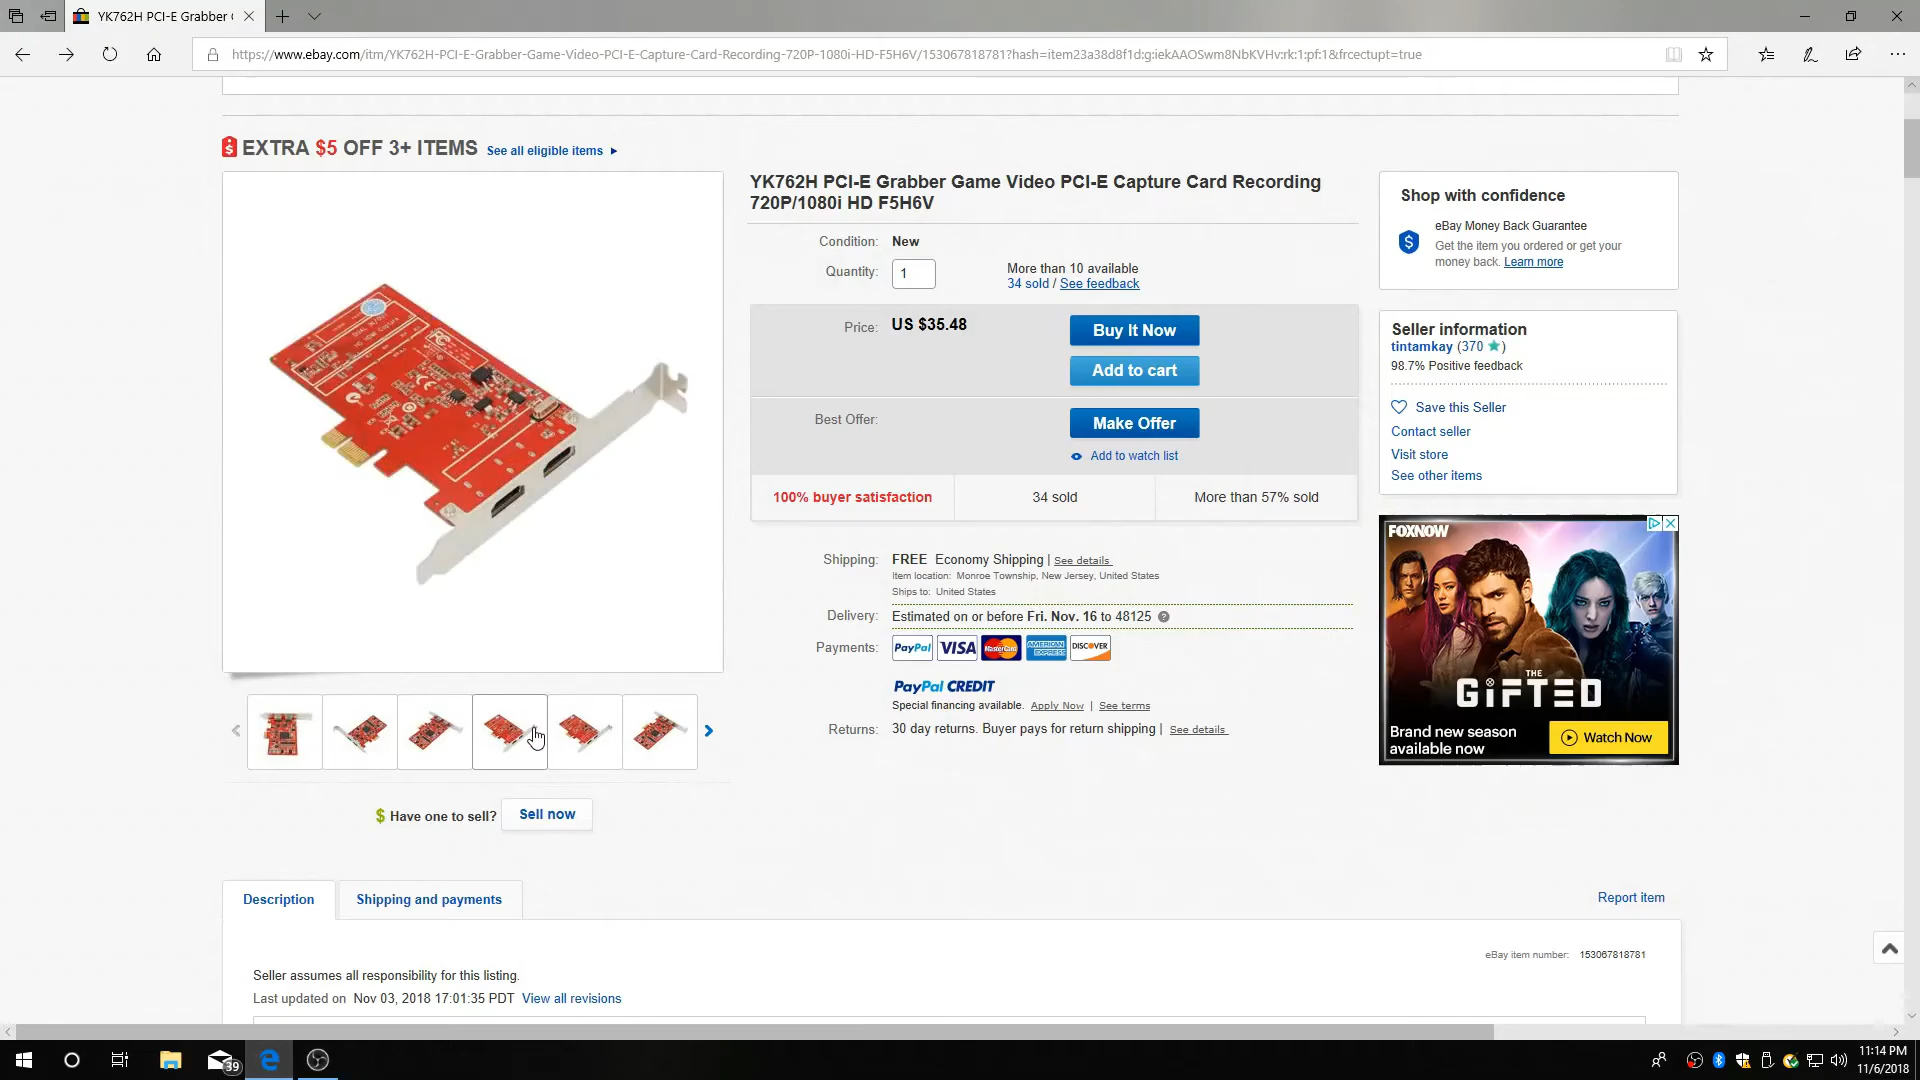 YK762H PCI-E Grabber (
https://www.ebay.com/itm/YK762H-PCI-E-Grabber-Game-Video-PCI-E-Capture-Card-Recording-720P-1080i-HD-F5H6V/153067818781?hash=item23a38d8f1d:g:iekAAOSwm8NbKVHv:rk:1:pf:1&frcectupt=true
EXTRA $5 OFF 3+ ITEMS See all eligible items
YK762H PCI-E Grabber Game Video PCI-E Capture Card Recording
720P/1080i HD F5H6V
Condition: New
Quantity: 1
More than 10 available
34 sold / See feedback
Price: US $35.48
Buy It Now
Add to cart
Best Offer:
Make Offer
Add to watch list
100% buyer satisfaction
34 sold
More than 57% sold
Shipping: FREE Economy Shipping | See details
Item location: Monroe Township, New Jersey, United States
Ships to: United States
Delivery: Estimated on or before Fri. Nov. 16 to 48125
Payments: PayPal VISA MasterCard AMERICAN EXPRESS DISCOVER
PayPal CREDIT
Special financing available. Apply Now | See terms
Returns: 30 day returns. Buyer pays for return shipping | See details
Shop with confidence
eBay Money Back Guarantee
Get the item you ordered or get your
money back. Learn more
Seller information
tintamkay (370)
98.7% Positive feedback
Save this Seller
Contact seller
Visit store
See other items
FOXNOW
THE
GIFTED
Brand new season
available now
Watch Now
$ Have one to sell? Sell now
Description
Shipping and payments
Report item
eBay item number: 153067818781
Seller assumes all responsibility for this listing.
Last updated on Nov 03, 2018 17:01:35 PDT View all revisions
39
11:14 PM
11/6/2018